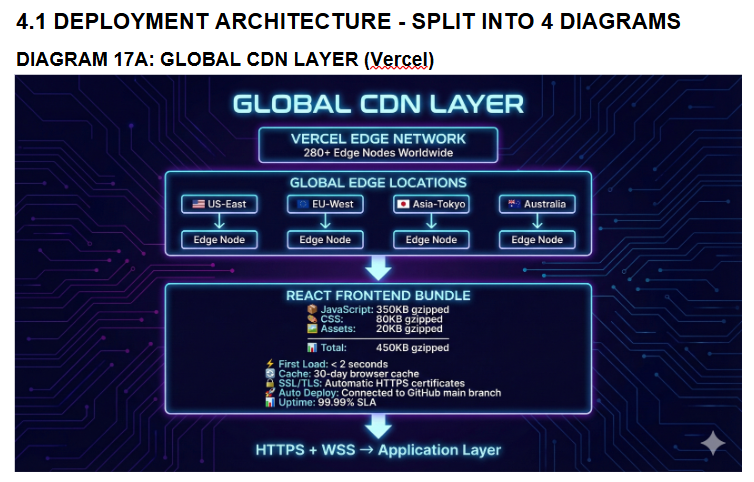 4.1 DEPLOYMENT ARCHITECTURE - SPLIT INTO 4 DIAGRAMS
DIAGRAM 17A: GLOBAL CDN LAYER (Vercel)
GLOBAL CDN LAYER
VERCEL EDGE NETWORK
280+ Edge Nodes Worldwide
GLOBAL EDGE LOCATIONS
US-East EU-West Asia-Tokyo Australia
Edge Node Edge Node Edge Node Edge Node
REACT FRONTEND BUNDLE
JavaScript: 350KB gzipped
CSS: 80KB gzipped
Assets: 20KB gzipped
Total: 450KB gzipped
First Load: < 2 seconds
Cache: 30-day browser cache
SSL/TLS: Automatic HTTPS certificates
Auto Deploy: Connected to GitHub main branch
Uptime: 99.99% SLA
HTTPS + WSS → Application Layer